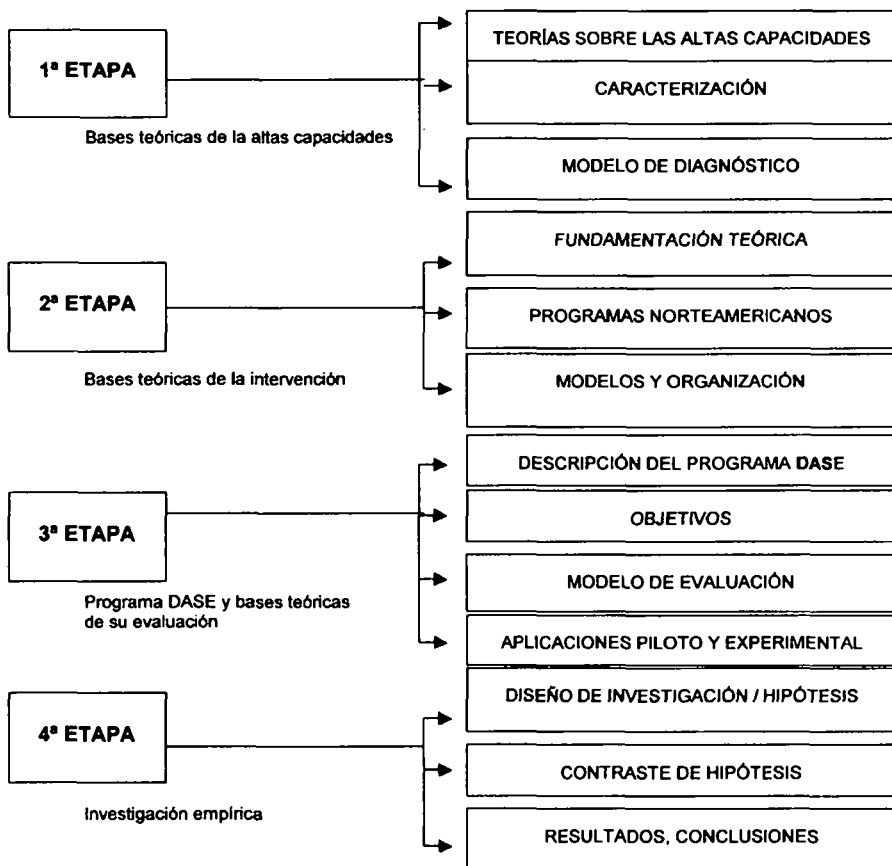 1ª ETAPA
Bases teóricas de la altas capacidades
TEORÍAS SOBRE LAS ALTAS CAPACIDADES
CARACTERIZACIÓN
MODELO DE DIAGNÓSTICO
2ª ETAPA
Bases teóricas de la intervención
FUNDAMENTACIÓN TEÓRICA
PROGRAMAS NORTEAMERICANOS
MODELOS Y ORGANIZACIÓN
3ª ETAPA
Programa DASE y bases teóricas
de su evaluación
DESCRIPCIÓN DEL PROGRAMA DASE
OBJETIVOS
MODELO DE EVALUACIÓN
APLICACIONES PILOTO Y EXPERIMENTAL
4ª ETAPA
Investigación empírica
DISEÑO DE INVESTIGACIÓN / HIPÓTESIS
CONTRASTE DE HIPÓTESIS
RESULTADOS, CONCLUSIONES